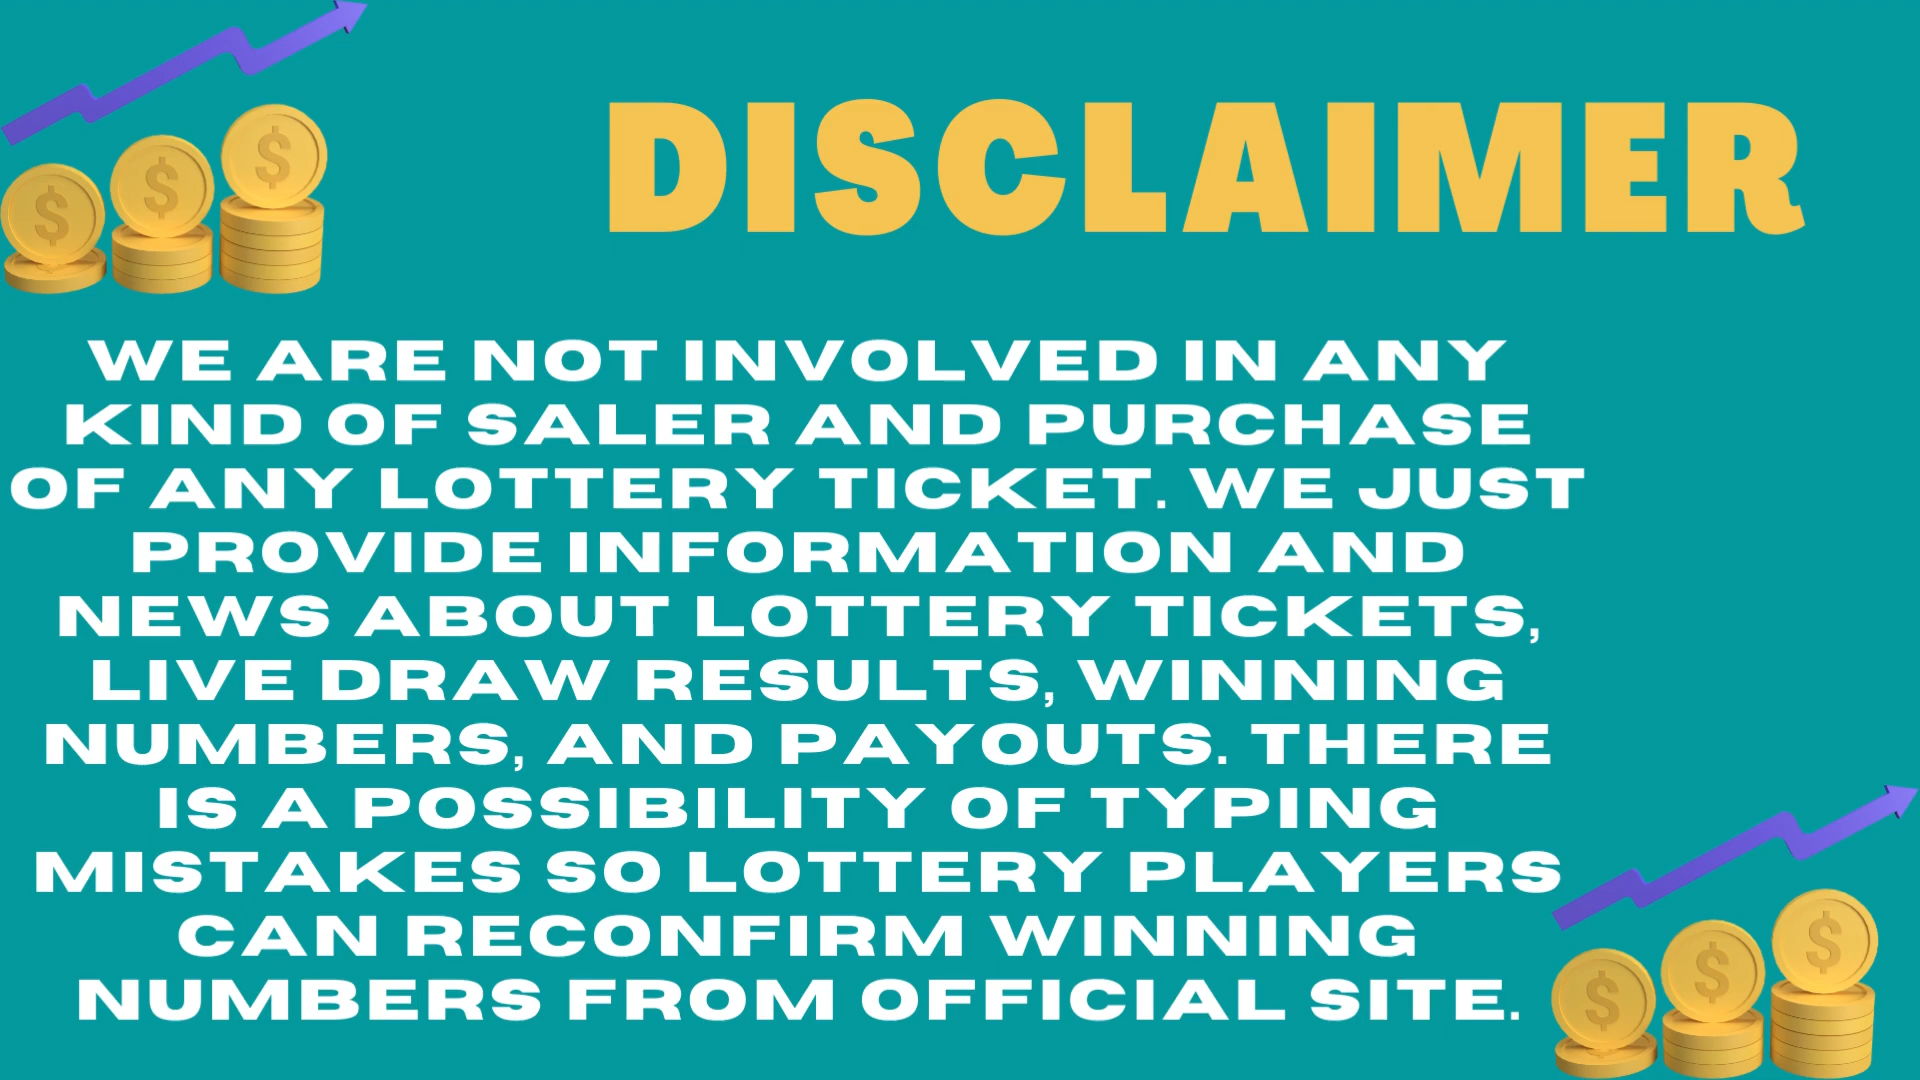 DISCLAIMER
WE ARE NOT INVOLVED IN ANY
KIND OF SALER AND PURCHASE
OF ANY LOTTERY TICKET. WE JUST
PROVIDE INFORMATION AND
NEWS ABOUT LOTTERY TICKETS,
LIVE DRAW RESULTS, WINNING
NUMBERS, AND PAYOUTS. THERE
IS A POSSIBILITY OF TYPING
MISTAKES SO LOTTERY PLAYERS
CAN RECONFIRM WINNING
NUMBERS FROM OFFICIAL SITE.